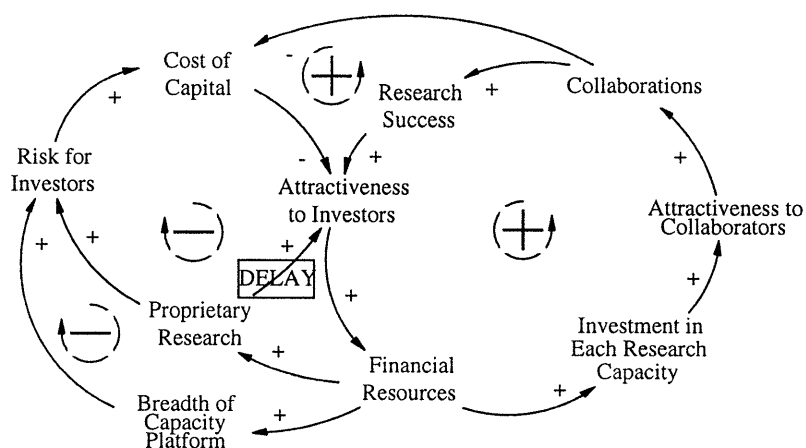 Cost of
Capital
-
+
Collaborations
Research
Success
+
+
Risk for
Investors
-
+
+
Attractiveness
to Investors
Attractiveness to
Collaborators
+
+
−
+
+
+
DELAY
+
+
Proprietary
Research
−
Investment in
Each Research
Capacity
+
Financial
Resources
+
Breadth of
Capacity
Platform
+